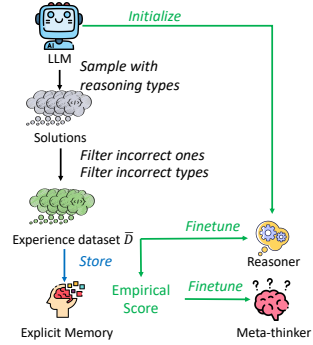 Initialize
AI
LLM
Sample with
reasoning types
</>
Solutions
Filter incorrect ones
Filter incorrect types
</>
Experience dataset D̅
Finetune
Reasoner
Store
Empirical
Score
Finetune
? ? ?
Explicit Memory
Meta-thinker